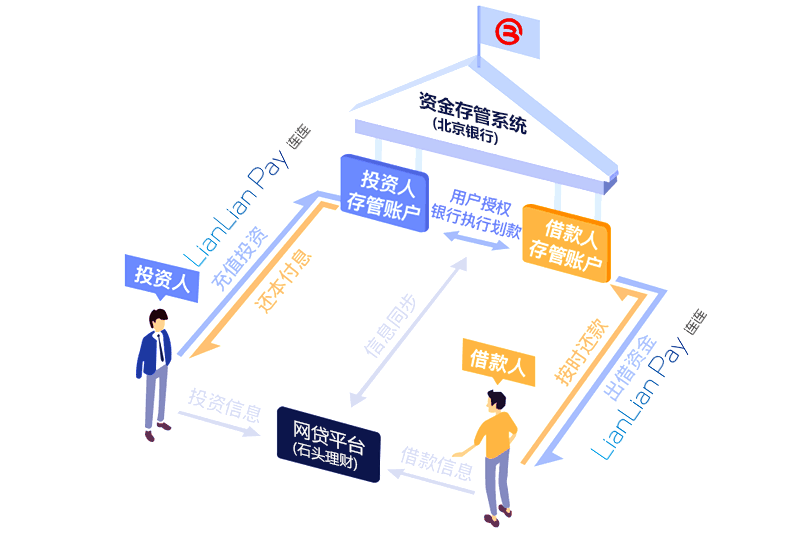 资金存管系统
(北京银行)
投资人
存管账户
用户授权
银行执行划款
借款人
存管账户
LianLian Pay 连连
充值投资
还本付息
投资人
信息同步
借款人
按时还款
出借资金
LianLian Pay 连连
投资信息
网贷平台
(石头理财)
借款信息